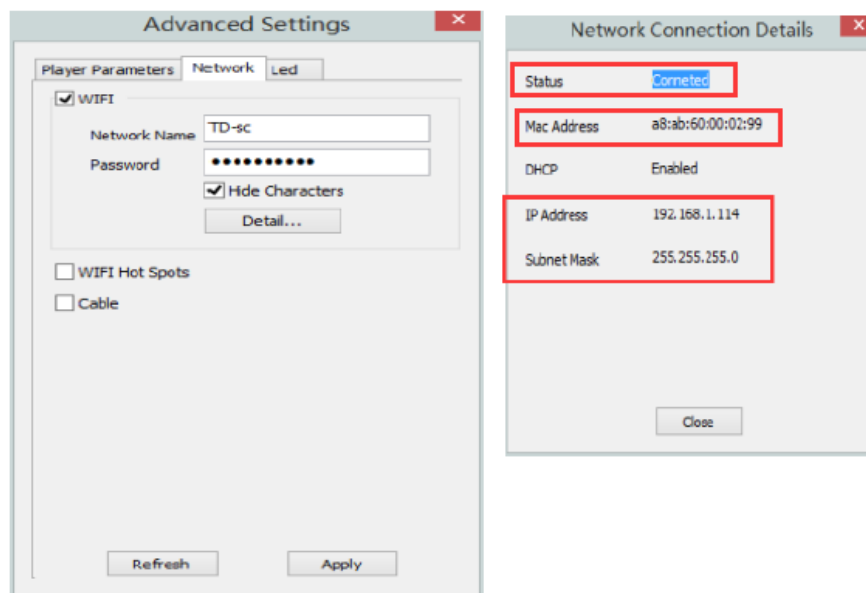 Advanced Settings
Player Parameters Network Led
WIFI
Network Name TD-sc
Password ••••••••••
Hide Characters
Detail...
WIFI Hot Spots
Cable
Refresh Apply
Network Connection Details
Status Conneted
Mac Address a8:ab:60:00:02:99
DHCP Enabled
IP Address 192.168.1.114
Subnet Mask 255.255.255.0
Close